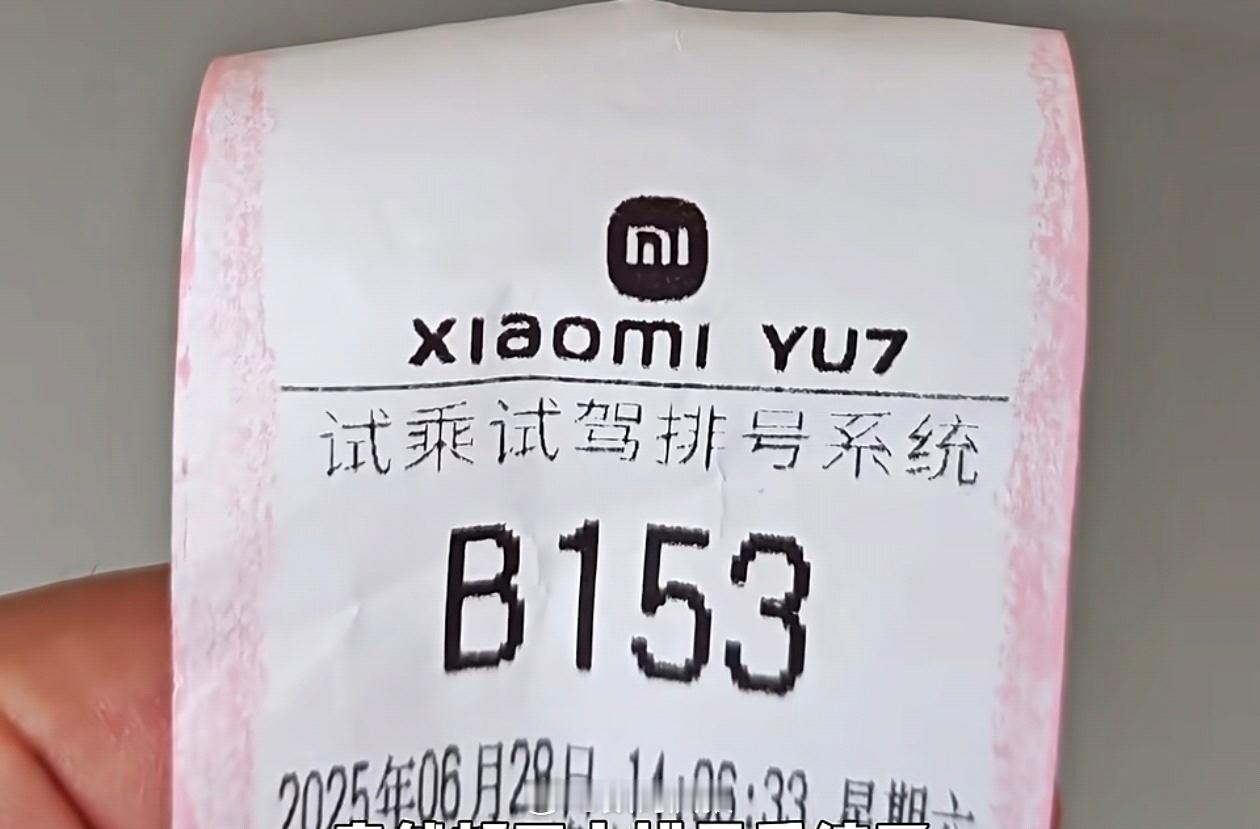 mi
xiaomi YU7
试乘试驾排号系统
B153
2025年06月28日 14:06:33 星期六